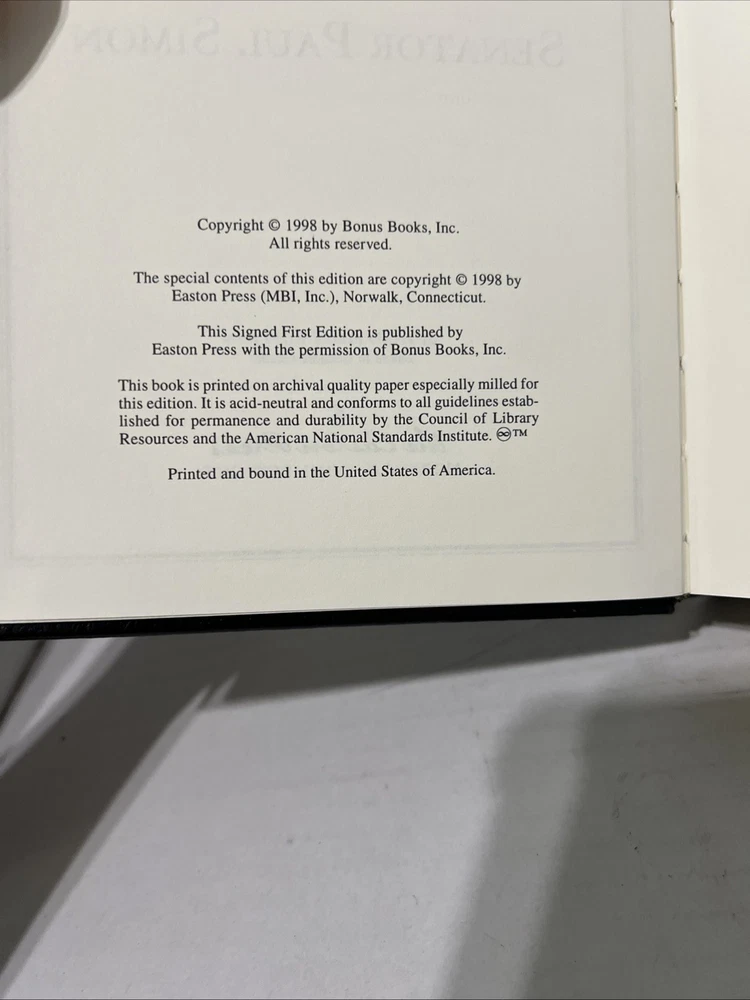 SENATOR PAUL SIMON
Copyright © 1998 by Bonus Books, Inc.
All rights reserved.
The special contents of this edition are copyright © 1998 by
Easton Press (MBI, Inc.), Norwalk, Connecticut.
This Signed First Edition is published by
Easton Press with the permission of Bonus Books, Inc.
This book is printed on archival quality paper especially milled for
this edition. It is acid-neutral and conforms to all guidelines estab-
lished for permanence and durability by the Council of Library
Resources and the American National Standards Institute. ♾™
Printed and bound in the United States of America.